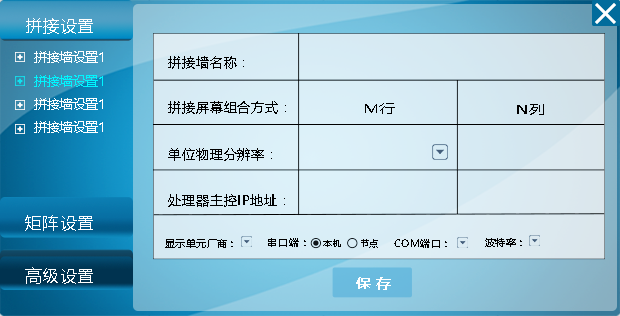 拼接设置
拼接墙设置1
拼接墙设置1
拼接墙设置1
拼接墙设置1
矩阵设置
高级设置
拼接墙名称：
拼接屏幕组合方式： M行 N列
单位物理分辨率：
处理器主控IP地址：
显示单元厂商： 串口端： 本机 节点 COM端口： 波特率：
保存